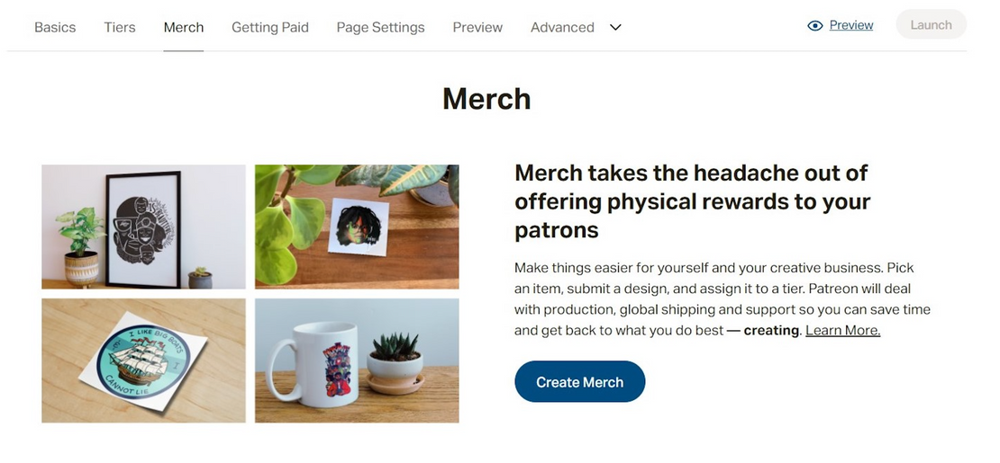 Basics Tiers Merch Getting Paid Page Settings Preview Advanced Preview Launch
Merch
Merch takes the headache out of
offering physical rewards to your
patrons
Make things easier for yourself and your creative business. Pick
an item, submit a design, and assign it to a tier. Patreon will deal
with production, global shipping and support so you can save time
and get back to what you do best — creating. Learn More.
Create Merch
I LIKE BIG BOATS
CANNOT LIE